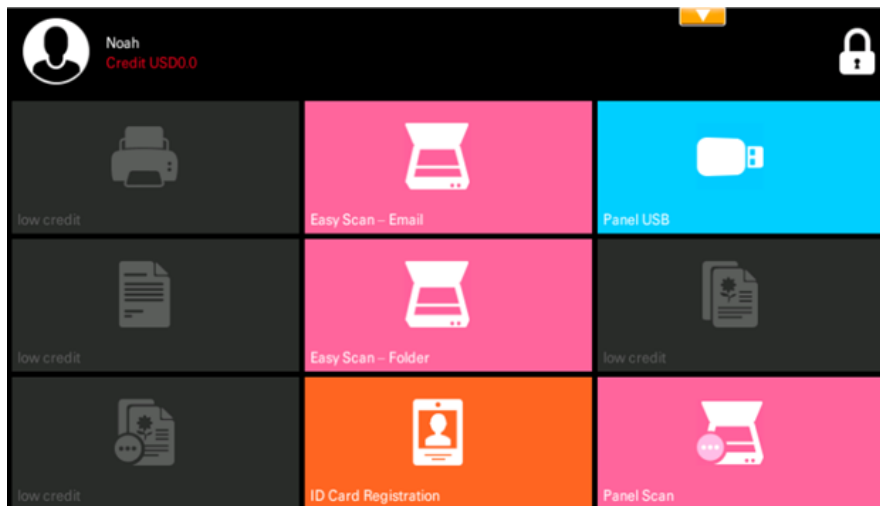 Noah
Credit USD0.0
low credit
Easy Scan – Email
Panel USB
low credit
Easy Scan – Folder
low credit
low credit
ID Card Registration
Panel Scan